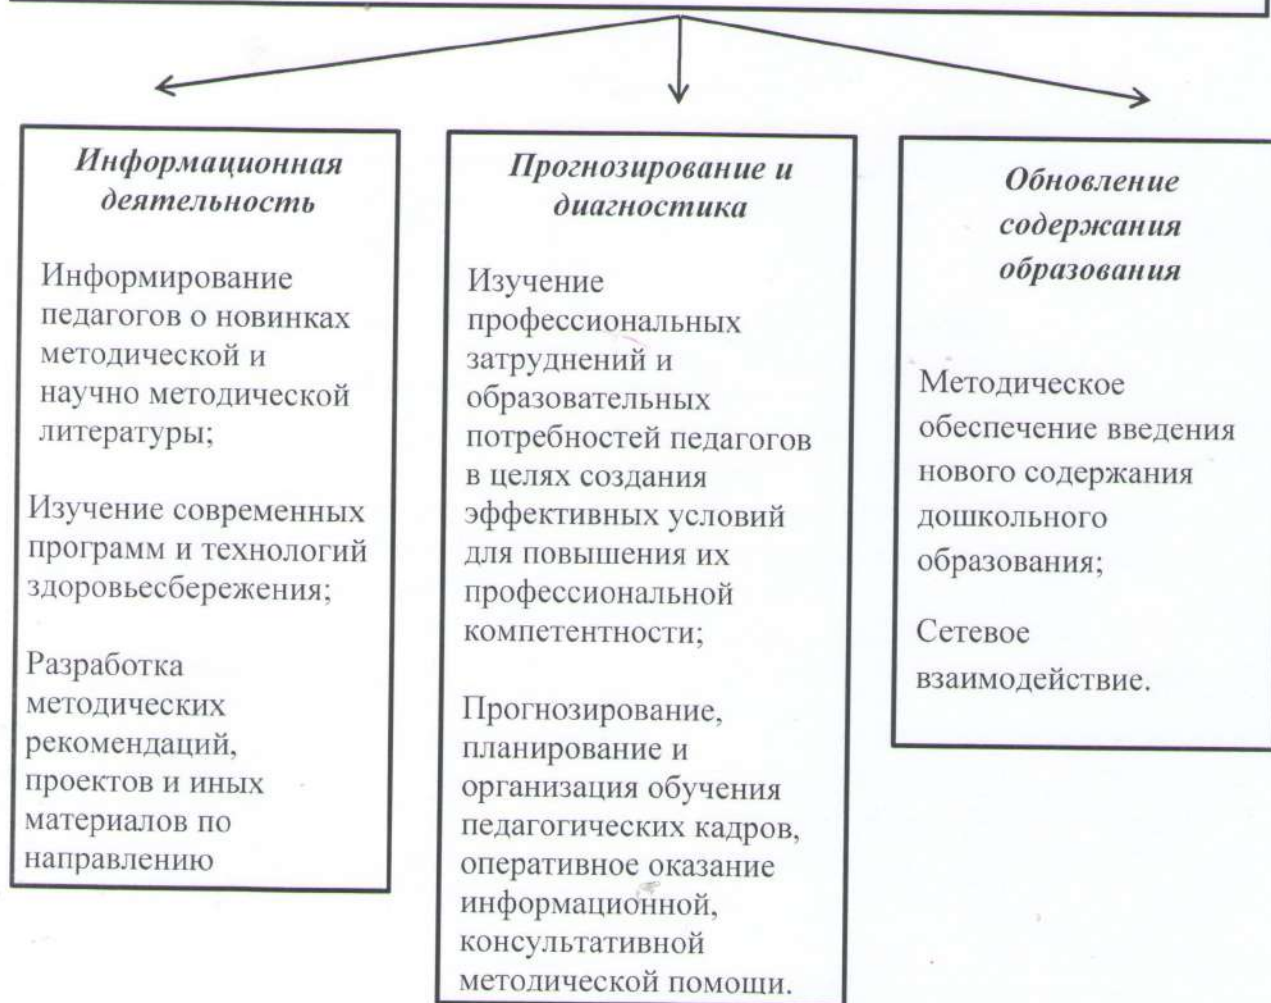 Информационная
деятельность
Информирование
педагогов о новинках
методической и
научно методической
литературы;
Изучение современных
программ и технологий
здоровьесбережения;
Разработка
методических
рекомендаций,
проектов и иных
материалов по
направлению
Прогнозирование и
диагностика
Изучение
профессиональных
затруднений и
образовательных
потребностей педагогов
в целях создания
эффективных условий
для повышения их
профессиональной
компетентности;
Прогнозирование,
планирование и
организация обучения
педагогических кадров,
оперативное оказание
информационной,
консультативной
методической помощи.
Обновление
содержания
образования
Методическое
обеспечение введения
нового содержания
дошкольного
образования;
Сетевое
взаимодействие.